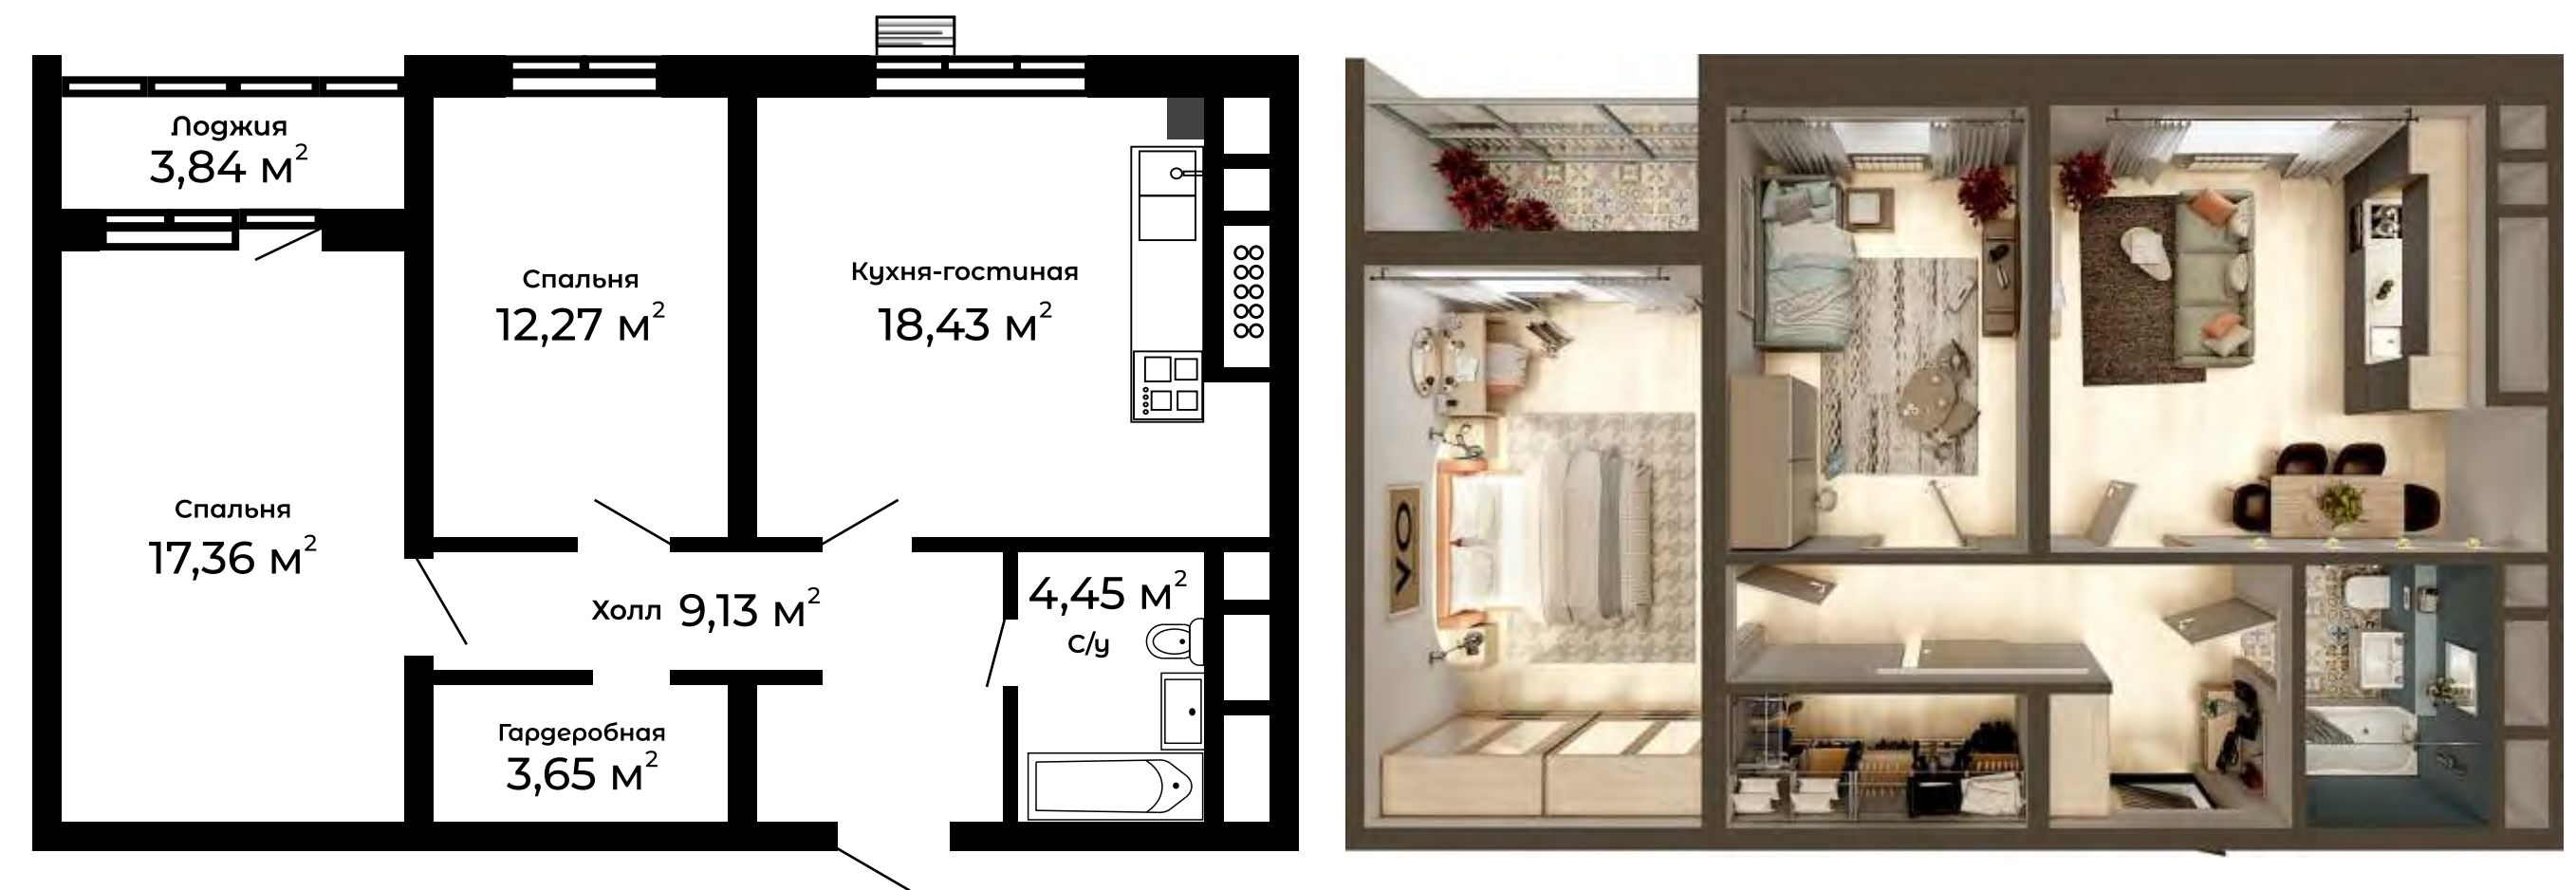 Лоджия
3,84 м²
Спальня
12,27 м²
Кухня-гостиная
18,43 м²
Спальня
17,36 м²
Холл 9,13 м²
4,45 м²
С/у
Гардеробная
3,65 м²
VO